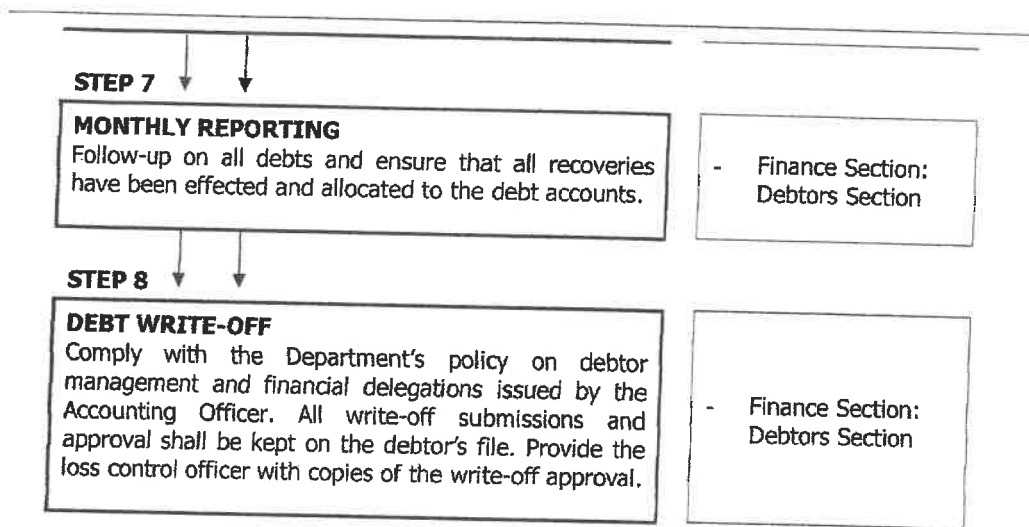 STEP 7
MONTHLY REPORTING
Follow-up on all debts and ensure that all recoveries
have been effected and allocated to the debt accounts.
- Finance Section:
Debtors Section
STEP 8
DEBT WRITE-OFF
Comply with the Department's policy on debtor
management and financial delegations issued by the
Accounting Officer. All write-off submissions and
approval shall be kept on the debtor's file. Provide the
loss control officer with copies of the write-off approval.
- Finance Section:
Debtors Section